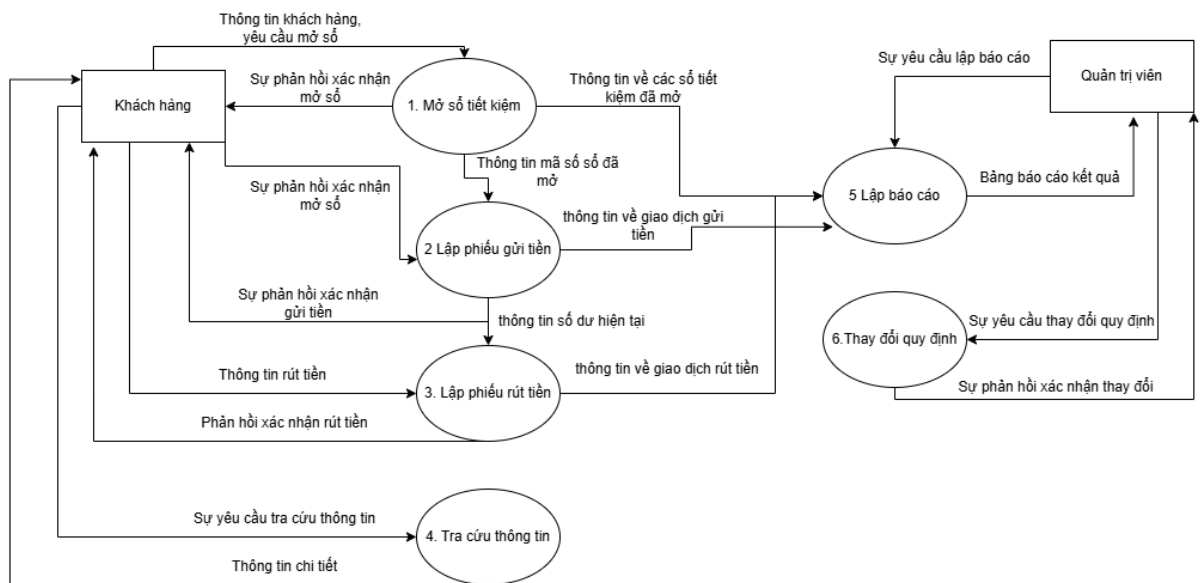 Thông tin khách hàng,
yêu cầu mở sổ
Sự phản hồi xác nhận
mở sổ
Khách hàng
1. Mở sổ tiết kiệm
Thông tin về các sổ tiết
kiệm đã mở
Sự yêu cầu lập báo cáo
Quản trị viên
Thông tin mã số sổ đã
mở
Sự phản hồi xác nhận
mở sổ
2 Lập phiếu gửi tiền
thông tin về giao dịch gửi
tiền
5 Lập báo cáo
Bảng báo cáo kết quả
Sự phản hồi xác nhận
gửi tiền
thông tin số dư hiện tại
Sự yêu cầu thay đổi quy định
6.Thay đổi quy định
Thông tin rút tiền
3. Lập phiếu rút tiền
thông tin về giao dịch rút tiền
Sự phản hồi xác nhận thay đổi
Phản hồi xác nhận rút tiền
Sự yêu cầu tra cứu thông tin
4. Tra cứu thông tin
Thông tin chi tiết